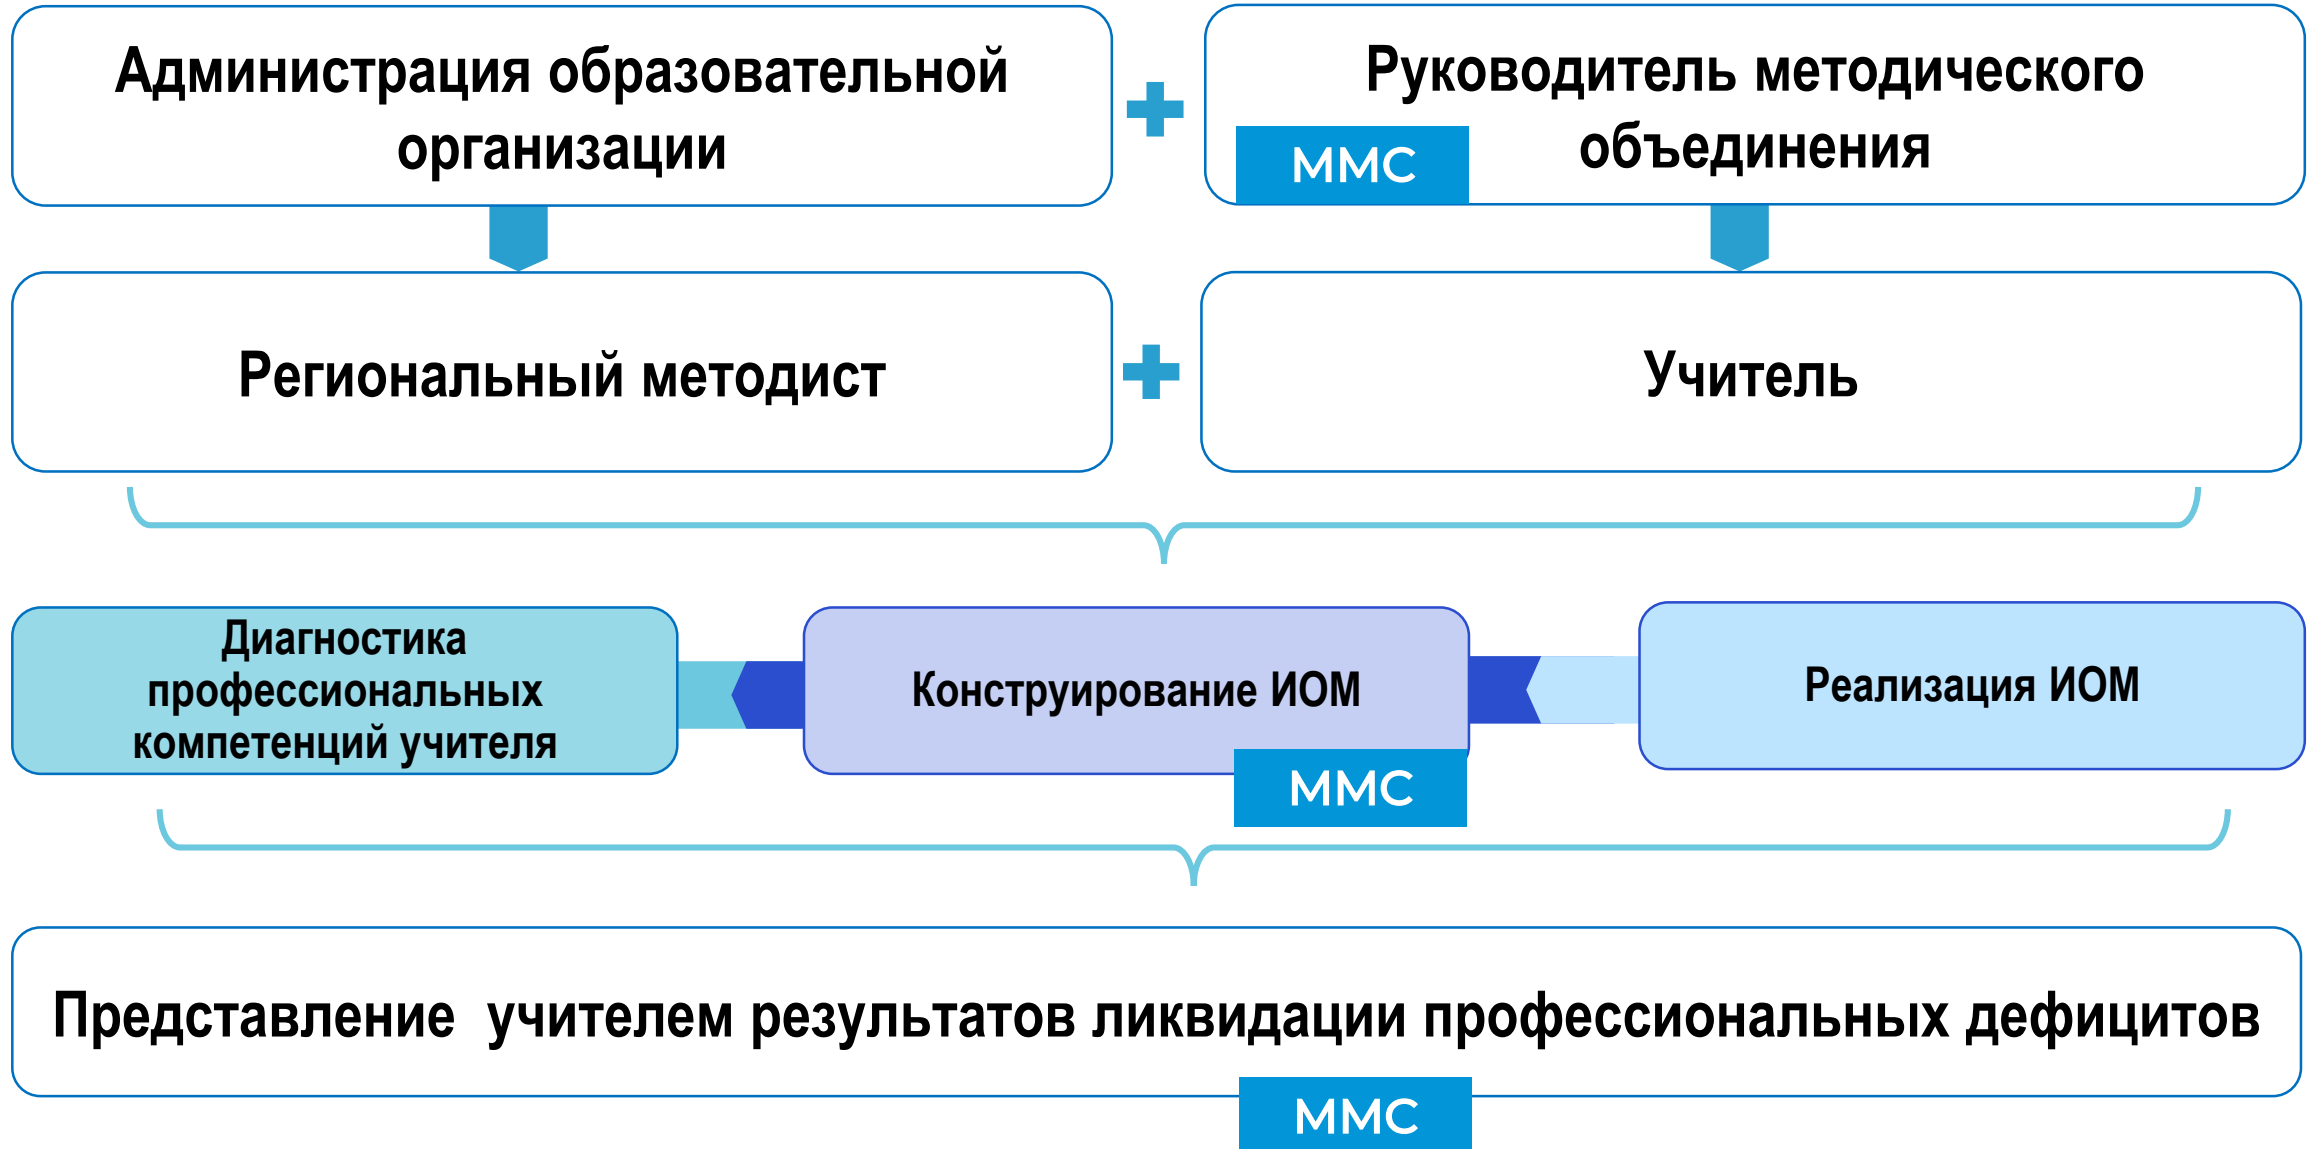 Администрация образовательной
организации
Руководитель методического
объединения
ММС
Региональный методист
Учитель
Диагностика
профессиональных
компетенций учителя
Конструирование ИОМ
ММС
Реализация ИОМ
Представление учителем результатов ликвидации профессиональных дефицитов
ММС